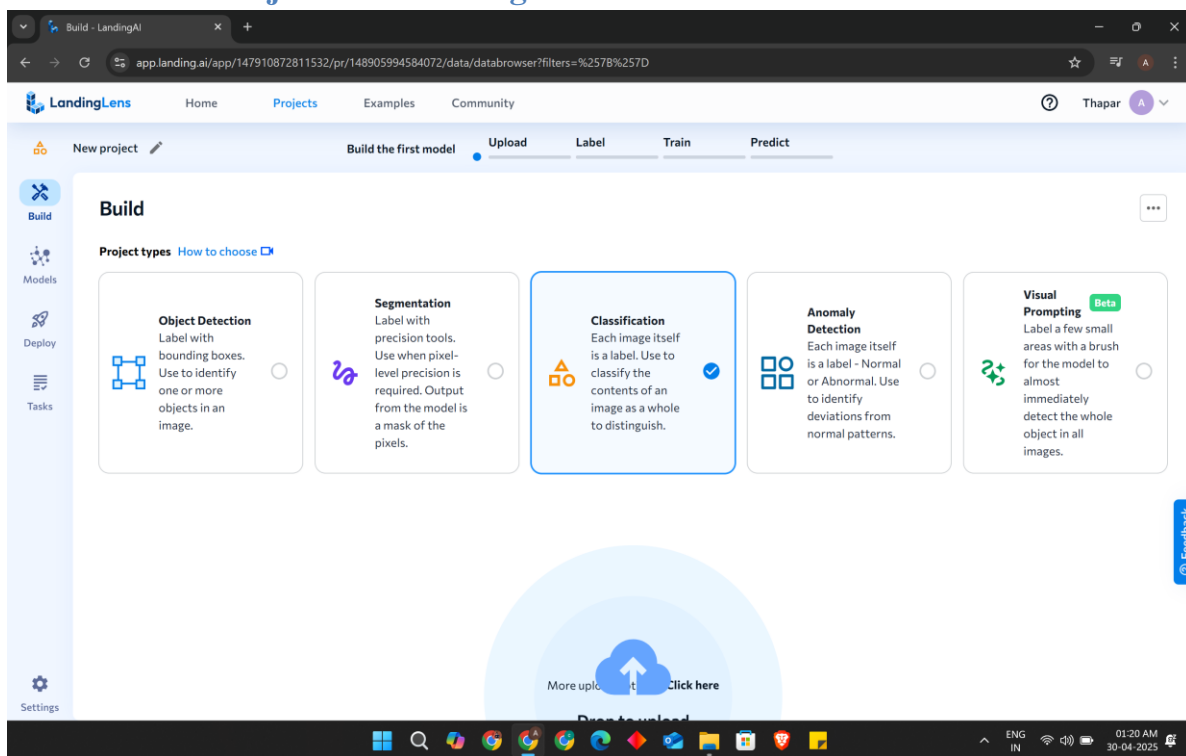 Build - LandingAI
app.landing.ai/app/147910872811532/pr/148905994584072/data/databrowser?filters=%257B%257D
A
LandingLens
Home
Projects
Examples
Community
Thapar
A
New project
Build the first model
Upload
Label
Train
Predict
Build
Models
Deploy
Tasks
Settings
Build
Project types How to choose
Object Detection
Label with
bounding boxes.
Use to identify
one or more
objects in an
image.
Segmentation
Label with
precision tools.
Use when pixel-
level precision is
required. Output
from the model is
a mask of the
pixels.
Classification
Each image itself
is a label. Use to
classify the
contents of an
image as a whole
to distinguish.
Anomaly
Detection
Each image itself
is a label - Normal
or Abnormal. Use
to identify
deviations from
normal patterns.
Visual
Prompting
Beta
Label a few small
areas with a brush
for the model to
almost
immediately
detect the whole
object in all
images.
Feedback
More Click here
Drop to upload
ENG
IN
01:20 AM
30-04-2025